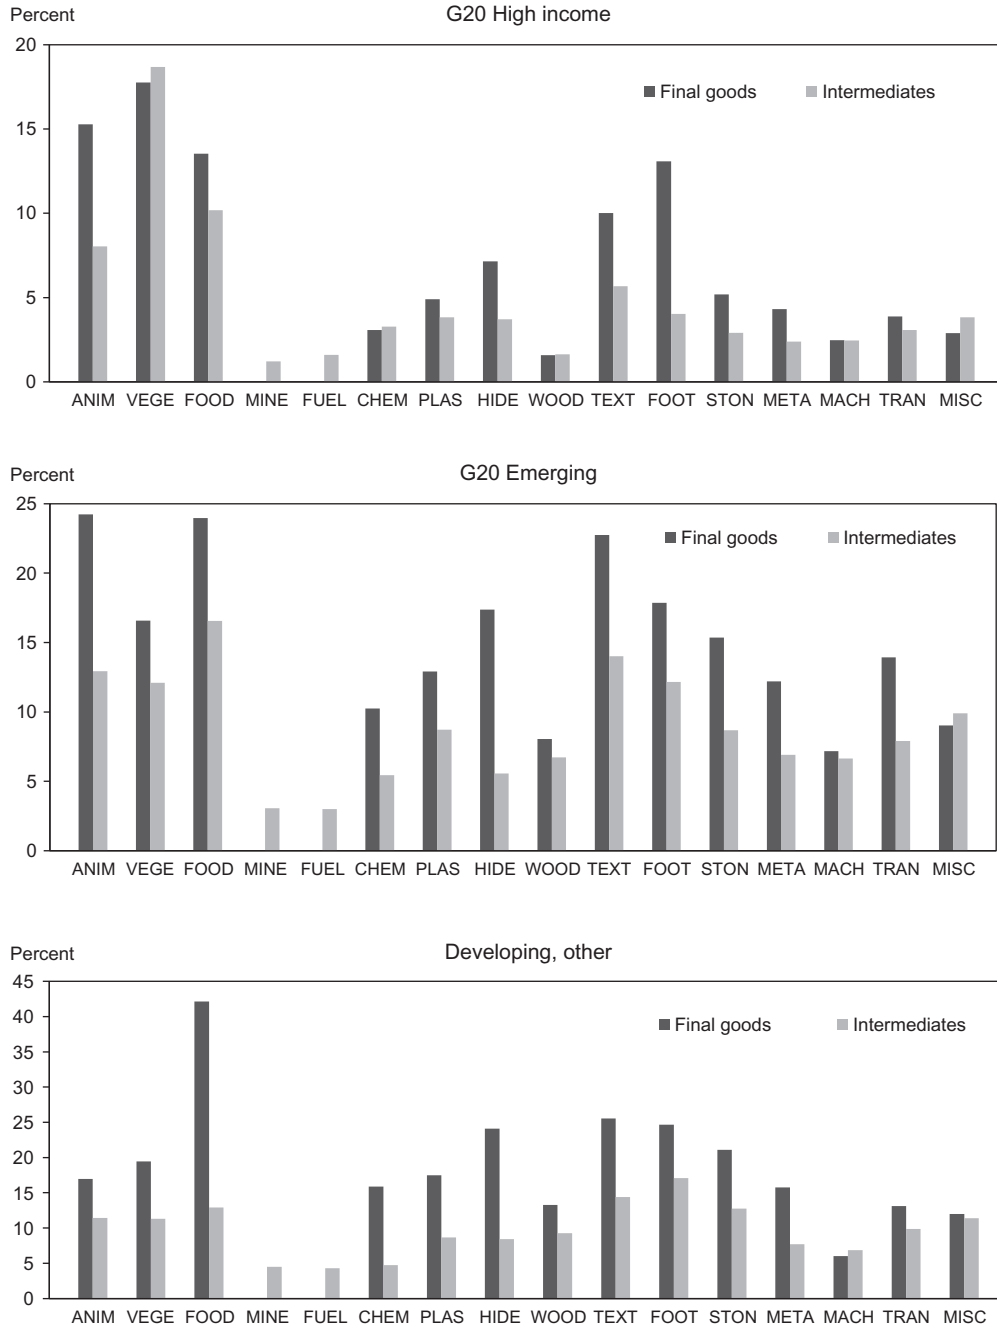 Percent G20 High income
20
Final goods Intermediates
15
10
5
0
ANIM VEGE FOOD MINE FUEL CHEM PLAS HIDE WOOD TEXT FOOT STON META MACH TRAN MISC
Percent G20 Emerging
25
Final goods Intermediates
20
15
10
5
0
ANIM VEGE FOOD MINE FUEL CHEM PLAS HIDE WOOD TEXT FOOT STON META MACH TRAN MISC
Percent Developing, other
45
40
Final goods Intermediates
35
30
25
20
15
10
5
0
ANIM VEGE FOOD MINE FUEL CHEM PLAS HIDE WOOD TEXT FOOT STON META MACH TRAN MISC